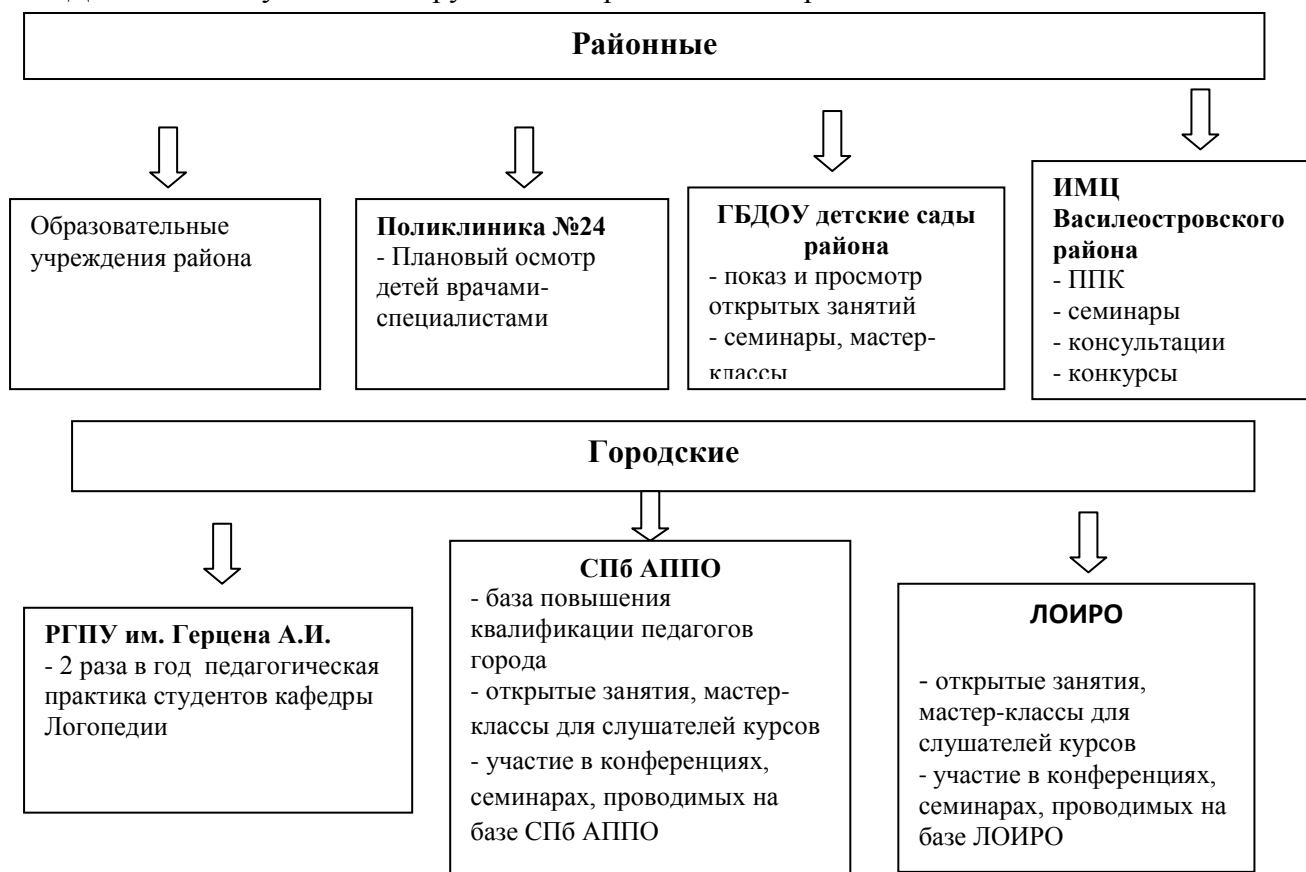 Районные
Образовательные
учреждения района
Поликлиника №24
- Плановый осмотр
детей врачами-
специалистами
ГБДОУ детские сады
района
- показ и просмотр
открытых занятий
- семинары, мастер-
классы
ИМЦ
Василеостровского
района
- ППК
- семинары
- консультации
- конкурсы
Городские
РГПУ им. Герцена А.И.
- 2 раза в год педагогическая
практика студентов кафедры
Логопедии
СПб АППО
- база повышения
квалификации педагогов
города
- открытые занятия, мастер-
классы для слушателей курсов
- участие в конференциях,
семинарах, проводимых на
базе СПб АППО
ЛОИРО
- открытые занятия,
мастер-классы для
слушателей курсов
- участие в конференциях,
семинарах, проводимых на
базе ЛОИРО